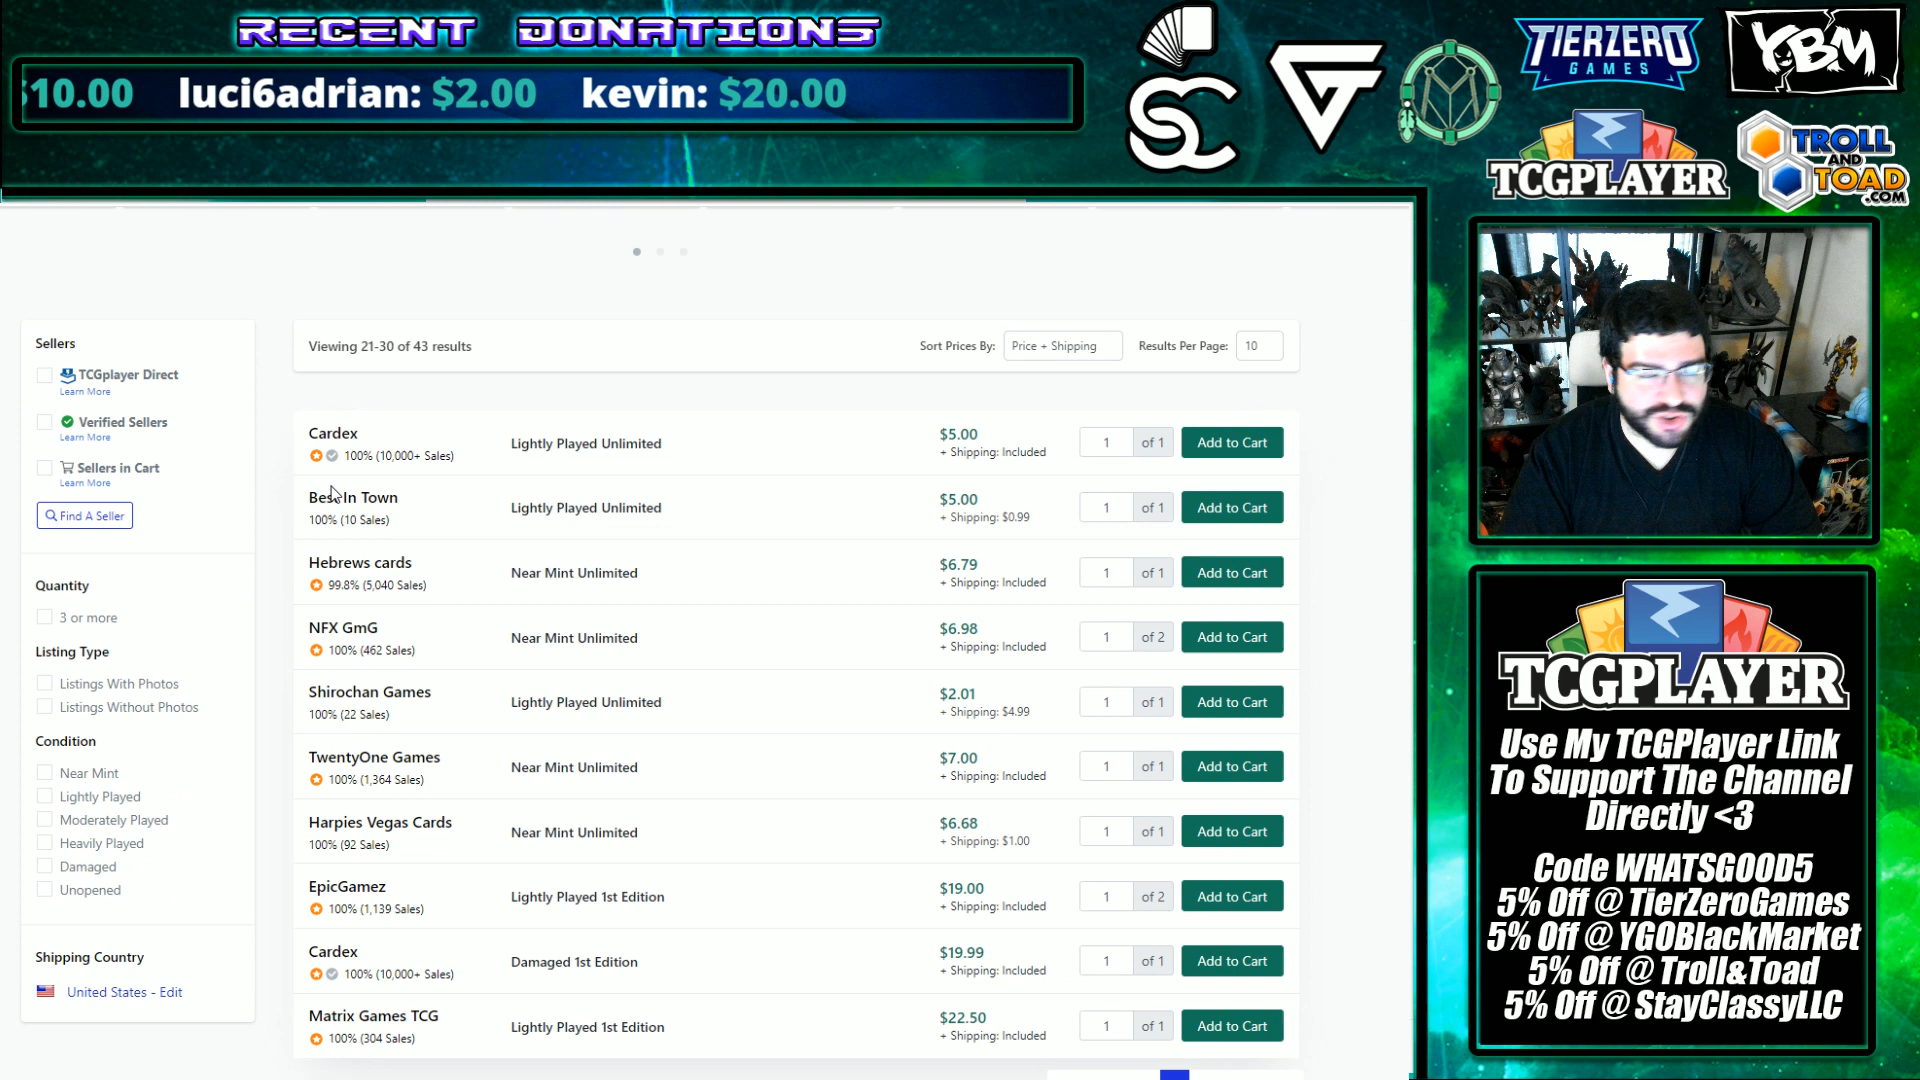 RECENT DONATIONS
$10.00 luci6adrian: $2.00 kevin: $20.00
SC
TIERZERO
GAMES
YBM
TCGPLAYER
TROLL
AND
TOAD
.COM
Sellers
TCGplayer Direct
Learn More
Verified Sellers
Learn More
Sellers in Cart
Learn More
Find A Seller
Quantity
3 or more
Listing Type
Listings With Photos
Listings Without Photos
Condition
Near Mint
Lightly Played
Moderately Played
Heavily Played
Damaged
Unopened
Shipping Country
United States - Edit
Viewing 21-30 of 43 results
Sort Prices By: Price + Shipping Results Per Page: 10
Cardex
100% (10,000+ Sales)
Lightly Played Unlimited
$5.00
+ Shipping: Included
1 of 1 Add to Cart
Best In Town
100% (10 Sales)
Lightly Played Unlimited
$5.00
+ Shipping: $0.99
1 of 1 Add to Cart
Hebrews cards
99.8% (5,040 Sales)
Near Mint Unlimited
$6.79
+ Shipping: Included
1 of 1 Add to Cart
NFX GmG
100% (462 Sales)
Near Mint Unlimited
$6.98
+ Shipping: Included
1 of 2 Add to Cart
Shirochan Games
100% (22 Sales)
Lightly Played Unlimited
$2.01
+ Shipping: $4.99
1 of 1 Add to Cart
TwentyOne Games
100% (1,364 Sales)
Near Mint Unlimited
$7.00
+ Shipping: Included
1 of 1 Add to Cart
Harpies Vegas Cards
100% (92 Sales)
Near Mint Unlimited
$6.68
+ Shipping: $1.00
1 of 1 Add to Cart
EpicGamez
100% (1,139 Sales)
Lightly Played 1st Edition
$19.00
+ Shipping: Included
1 of 2 Add to Cart
Cardex
100% (10,000+ Sales)
Damaged 1st Edition
$19.99
+ Shipping: Included
1 of 1 Add to Cart
Matrix Games TCG
100% (304 Sales)
Lightly Played 1st Edition
$22.50
+ Shipping: Included
1 of 1 Add to Cart
TCGPLAYER
Use My TCGPlayer Link
To Support The Channel
Directly <3
Code WHATSGOOD5
5% Off @ TierZeroGames
5% Off @ YGOBlackMarket
5% Off @ Troll&Toad
5% Off @ StayClassyLLC